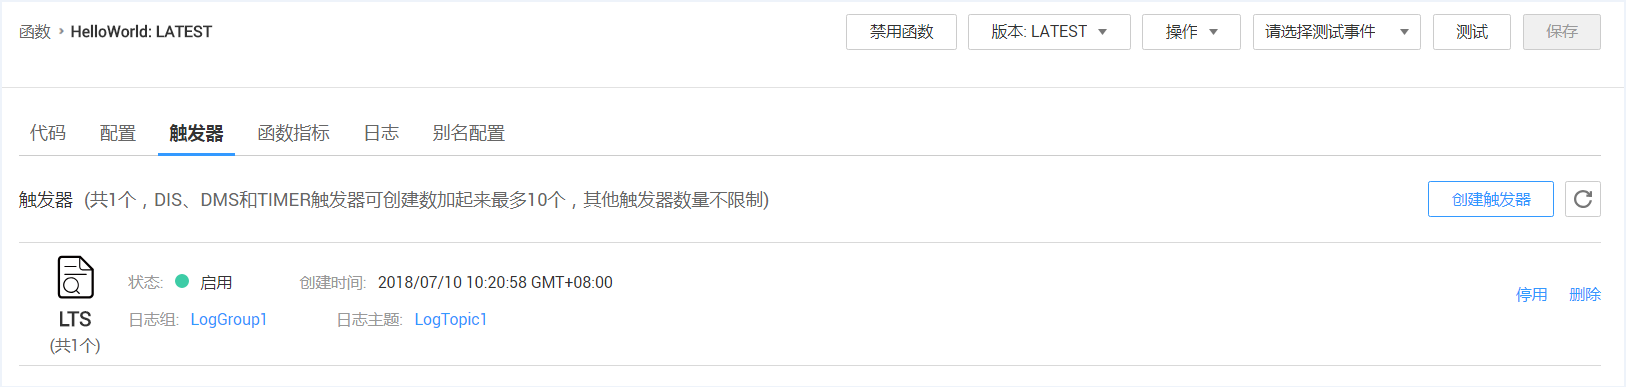 函数 > HelloWorld: LATEST 禁用函数 版本: LATEST 操作 请选择测试事件 测试 保存
代码 配置 触发器 函数指标 日志 别名配置
触发器 (共1个，DIS、DMS和TIMER触发器可创建数加起来最多10个，其他触发器数量不限制) 创建触发器
状态: 启用 创建时间: 2018/07/10 10:20:58 GMT+08:00 停用 删除
LTS 日志组: LogGroup1 日志主题: LogTopic1
(共1个)